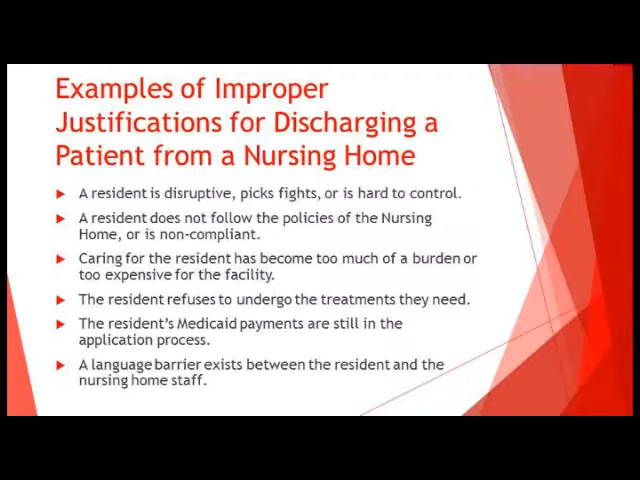 Examples of Improper
Justifications for Discharging a
Patient from a Nursing Home
A resident is disruptive, picks fights, or is hard to control.
A resident does not follow the policies of the Nursing
Home, or is non-compliant.
Caring for the resident has become too much of a burden or
too expensive for the facility.
The resident refuses to undergo the treatments they need.
The resident's Medicaid payments are still in the
application process.
A language barrier exists between the resident and the
nursing home staff.